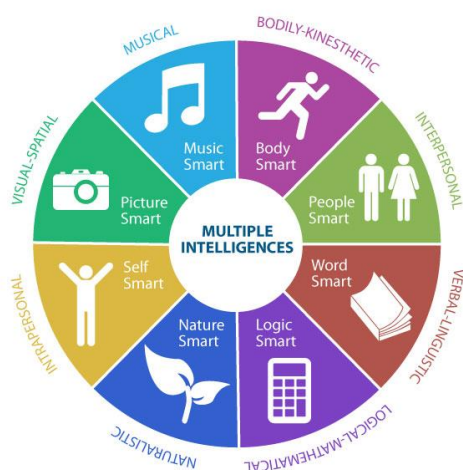 MUSICAL
BODILY-KINESTHETIC
INTERPERSONAL
VERBAL-LINGUISTIC
LOGICAL-MATHEMATICAL
NATURALISTIC
INTRAPERSONAL
VISUAL-SPATIAL
Music
Smart
Body
Smart
People
Smart
Word
Smart
Logic
Smart
Nature
Smart
Self
Smart
Picture
Smart
MULTIPLE
INTELLIGENCES